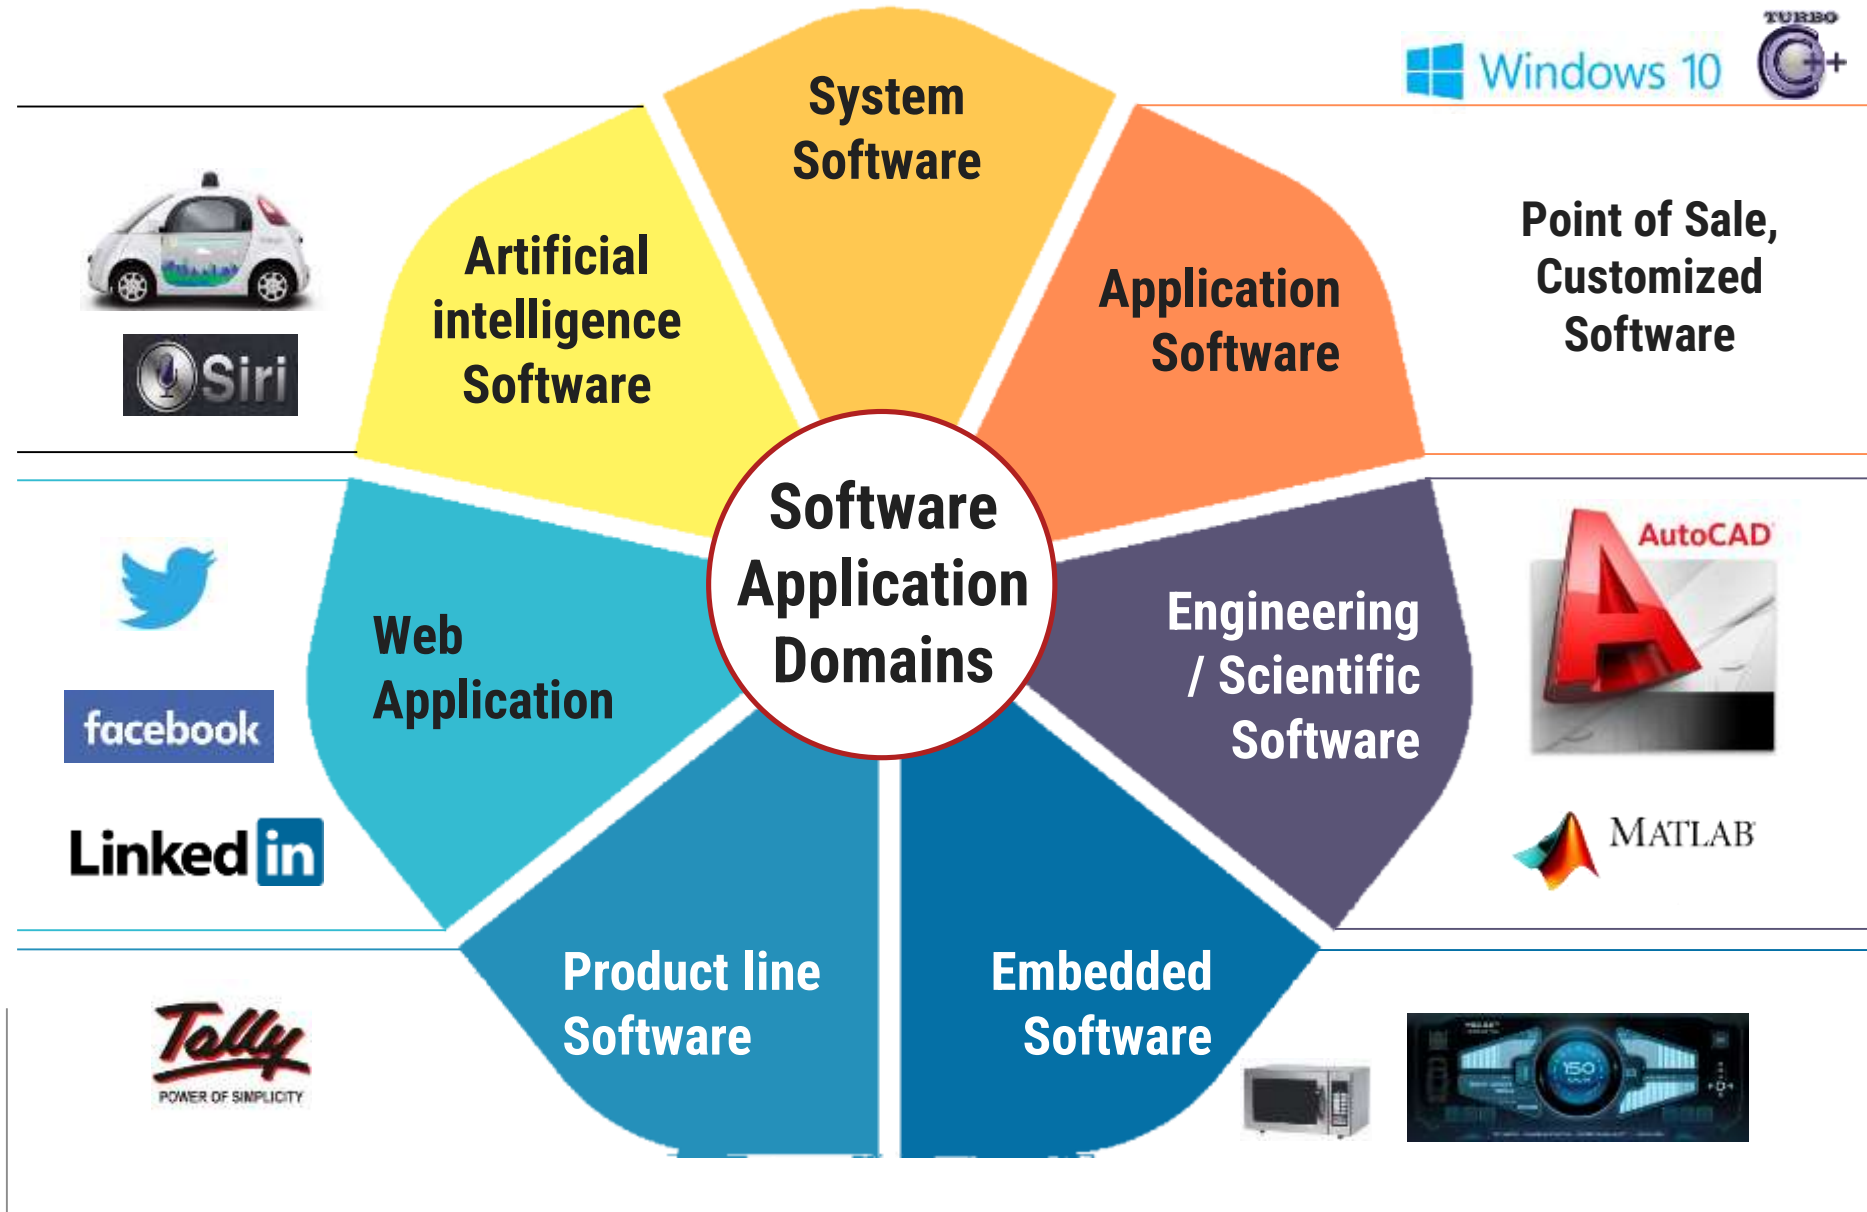 TURBO
C++
Windows 10
System
Software
Artificial
intelligence
Software
Siri
Application
Software
Point of Sale,
Customized
Software
Software
Application
Domains
Web
Application
facebook
Linked in
Engineering
/ Scientific
Software
AutoCAD
MATLAB
Product line
Software
Tally
POWER OF SIMPLICITY
Embedded
Software
150